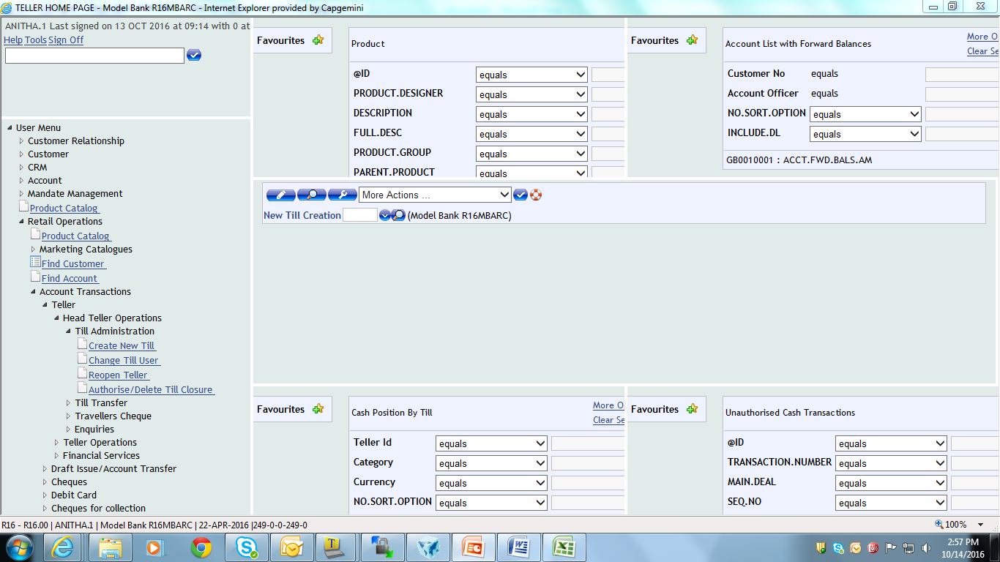 TELLER HOME PAGE - Model Bank R16MBARC - Internet Explorer provided by Capgemini
ANITHA.1 Last signed on 13 OCT 2016 at 09:14 with 0 at
Help Tools Sign Off
User Menu
Customer Relationship
Customer
CRM
Account
Mandate Management
Product Catalog
Retail Operations
Product Catalog
Marketing Catalogues
Find Customer
Find Account
Account Transactions
Teller
Head Teller Operations
Till Administration
Create New Till
Change Till User
Reopen Teller
Authorise/Delete Till Closure
Till Transfer
Travellers Cheque
Enquiries
Teller Operations
Financial Services
Draft Issue/Account Transfer
Cheques
Debit Card
Cheques for collection
Favourites
Product
@ID equals
PRODUCT.DESIGNER equals
DESCRIPTION equals
FULL.DESC equals
PRODUCT.GROUP equals
PARENT.PRODUCT equals
Favourites
Account List with Forward Balances
More O
Clear Se
Customer No equals
Account Officer equals
NO.SORT.OPTION equals
INCLUDE.DL equals
GB0010001 : ACCT.FWD.BALS.AM
More Actions ...
New Till Creation (Model Bank R16MBARC)
Favourites
Cash Position By Till
More O
Clear Se
Teller Id equals
Category equals
Currency equals
NO.SORT.OPTION equals
Favourites
Unauthorised Cash Transactions
@ID equals
TRANSACTION.NUMBER equals
MAIN.DEAL equals
SEQ.NO equals
R16 - R16.00 | ANITHA.1 | Model Bank R16MBARC | 22-APR-2016 |249-0-0-249-0
100%
2:57 PM
10/14/2016